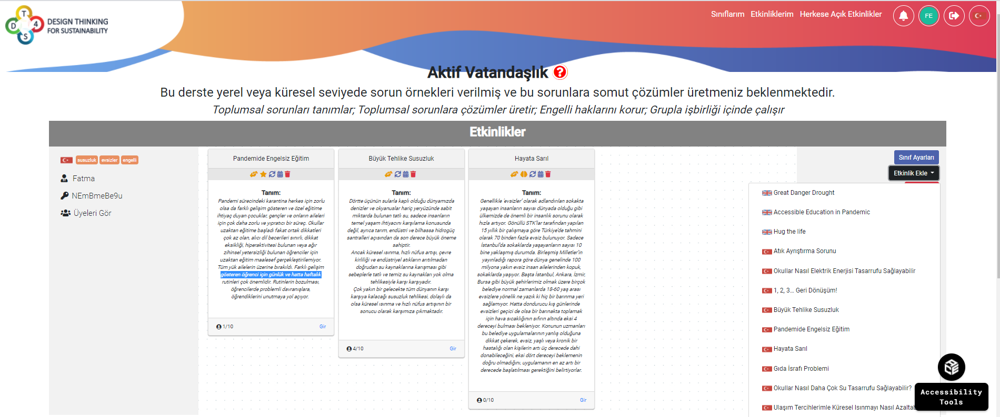 T
D 4
S
DESIGN THINKING
FOR SUSTAINABILITY
Sınıflarım Etkinliklerim Herkese Açık Etkinlikler FE
Aktif Vatandaşlık ?
Bu derste yerel veya küresel seviyede sorun örnekleri verilmiş ve bu sorunlara somut çözümler üretmeniz beklenmektedir.
Toplumsal sorunları tanımlar; Toplumsal sorunlara çözümler üretir; Engelli haklarını korur; Grupla işbirliği içinde çalışır
Etkinlikler
susuzluk evsizler engelli
Fatma
NEmBmeBe9u
Üyeleri Gör
Pandemide Engelsiz Eğitim
Tanım:
Pandemi sürecindeki karantina herkes için zorlu
olsa da farklı gelişim gösteren ve özel eğitime
ihtiyaç duyan çocuklar, gençler ve onların aileleri
için çok daha zorlu ve yıpratıcı bir süreç. Okullar
uzaktan eğitime başladı fakat ortak dikkatleri
çok az olan, alıcı dil becerileri sınırlı, dikkat
eksikliği, hiperaktivitesi bulunan veya ağır
zihinsel yetersizliği bulunan öğrenciler için
uzaktan eğitim maalesef gerçekleştirilemiyor.
Tüm yük ailelerin üzerine bırakıldı. Farklı gelişim
gösteren öğrenci için günlük ve hatta haftalık
rutinleri çok önemlidir. Rutinlerin bozulması,
öğrencilerde problemli davranışlara,
öğrendiklerini unutmaya yol açıyor.
1/10 Gir
Büyük Tehlike Susuzluk
Tanım:
Dörtte üçünün sularla kaplı olduğu dünyamızda
denizler ve okyanuslar hariç yeryüzünde sabit
miktarda bulunan tatlı su, sadece insanların
temel yaşam ihtiyacını karşılama konusunda
değil, ayrıca tarım, endüstri ve bilhassa hidrogüç
santralleri açısından da son derece büyük öneme
sahiptir.
Ancak küresel ısınma, hızlı nüfus artışı, çevre
kirliliği ve endüstriyel atıkların arıtılmadan
doğrudan su kaynaklarına karışması gibi
sebeplerle tatlı ve temiz su kaynakları yok olma
tehlikesiyle karşı karşıyadır.
Çok yakın bir gelecekte tüm dünyanın karşı
karşıya kalacağı susuzluk tehlikesi, dolaylı da
olsa küresel ısınma ve hızlı nüfus artışının bir
sonucu olarak karşımıza çıkmaktadır.
4/10 Gir
Hayata Sarıl
Tanım:
Genellikle 'evsizler' olarak adlandırılan sokakta
yaşayan insanların sayısı dünyada olduğu gibi
ülkemizde de önemli bir insanlık sorunu olarak
hızla artıyor. Gönüllü STK'lar tarafından yapılan
15 yıllık bir çalışmaya göre Türkiye'de tahmini
olarak 70 binden fazla evsiz bulunuyor. Sadece
İstanbul'da sokaklarda yaşayanların sayısı 10
bine yaklaşmış durumda. Birleşmiş Milletler'in
yayınladığı rapora göre dünya genelinde 100
milyona yakın evsiz insan ailelerinden kopuk,
sokaklarda yaşıyor. Başta İstanbul, Ankara, İzmir,
Bursa gibi büyük şehirlerimiz olmak üzere birçok
belediye normal zamanlarda 18-60 yaş arası
evsizlere yönelik ne yazık ki hiç bir barınma yeri
sağlamıyor. Hatta dondurucu kış günlerinde
evsizleri geçici de olsa bir barınakta toplamak
için hava sıcaklığının sıfırın altında eksi 4
dereceyi bulması bekleniyor. Konunun uzmanları
bu belediye uygulamalarının yanlış olduğuna
dikkat çekerek, evsiz, yaşlı veya kronik bir
hastalığı olan kişilerin artı üç derecede dahi
donabileceğini, eksi dört dereceyi beklemenin
doğru olmadığını, uygulamanın en az artı bir
derecede başlatılması gerektiğini belirtiyorlar.
0/10 Gir
Sınıf Ayarları
Etkinlik Ekle
Great Danger Drought
Accessible Education in Pandemic
Hug the life
Atık Ayrıştırma Sorunu
Okullar Nasıl Elektrik Enerjisi Tasarrufu Sağlayabilir
1, 2, 3... Geri Dönüşüm!
Büyük Tehlike Susuzluk
Pandemide Engelsiz Eğitim
Hayata Sarıl
Gıda İsrafı Problemi
Okullar Nasıl Daha Çok Su Tasarrufu Sağlayabilir?
Ulaşım Tercihlerimle Küresel Isınmayı Nasıl
Accessibility
Tools